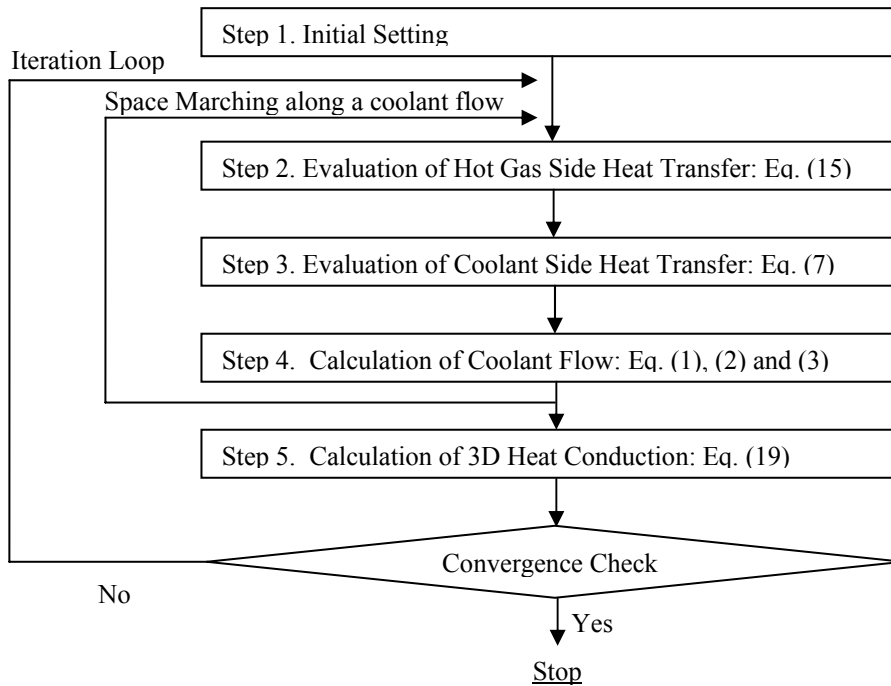 Step 1. Initial Setting
Iteration Loop
Space Marching along a coolant flow
Step 2. Evaluation of Hot Gas Side Heat Transfer: Eq. (15)
Step 3. Evaluation of Coolant Side Heat Transfer: Eq. (7)
Step 4.  Calculation of Coolant Flow: Eq. (1), (2) and (3)
Step 5.  Calculation of 3D Heat Conduction: Eq. (19)
Convergence Check
No
Yes
Stop